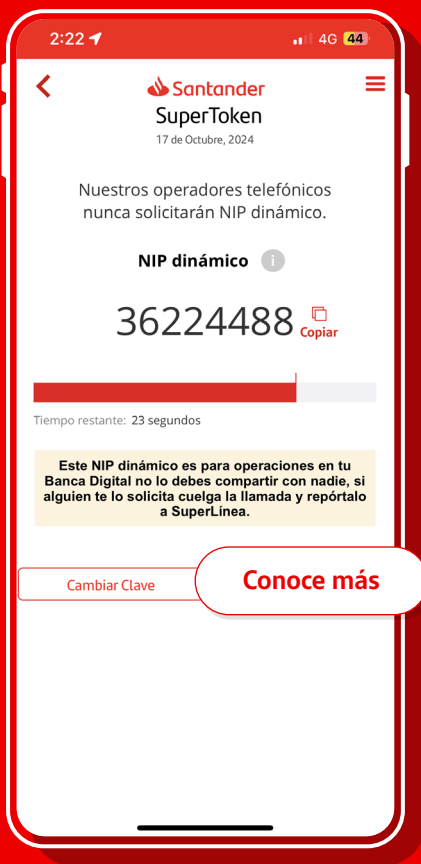 2:22 4G 44
Santander
SuperToken
17 de Octubre, 2024
Nuestros operadores telefónicos
nunca solicitarán NIP dinámico.
NIP dinámico i
36224488
Copiar
Tiempo restante: 23 segundos
Este NIP dinámico es para operaciones en tu
Banca Digital no lo debes compartir con nadie, si
alguien te lo solicita cuelga la llamada y repórtalo
a SuperLínea.
Cambiar Clave
Conoce más